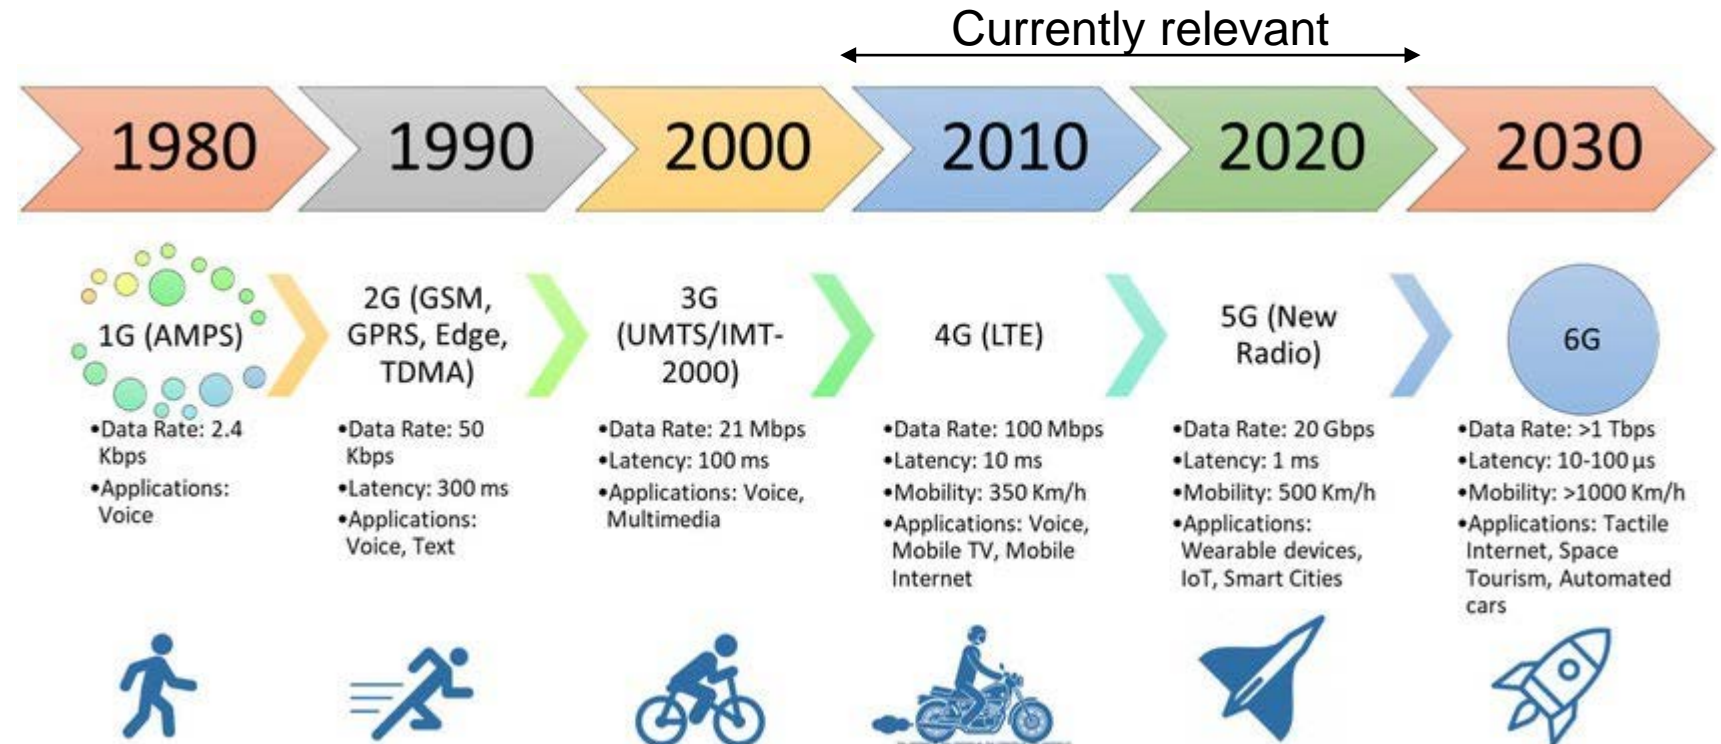 Currently relevant
1980
1990
2000
2010
2020
2030
1G (AMPS)
•Data Rate: 2.4
Kbps
•Applications:
Voice
2G (GSM,
GPRS, Edge,
TDMA)
•Data Rate: 50
Kbps
•Latency: 300 ms
•Applications:
Voice, Text
3G
(UMTS/IMT-
2000)
•Data Rate: 21 Mbps
•Latency: 100 ms
•Applications: Voice,
Multimedia
4G (LTE)
•Data Rate: 100 Mbps
•Latency: 10 ms
•Mobility: 350 Km/h
•Applications: Voice,
Mobile TV, Mobile
Internet
5G (New
Radio)
•Data Rate: 20 Gbps
•Latency: 1 ms
•Mobility: 500 Km/h
•Applications:
Wearable devices,
IoT, Smart Cities
6G
•Data Rate: >1 Tbps
•Latency: 10-100 µs
•Mobility: >1000 Km/h
•Applications: Tactile
Internet, Space
Tourism, Automated
cars